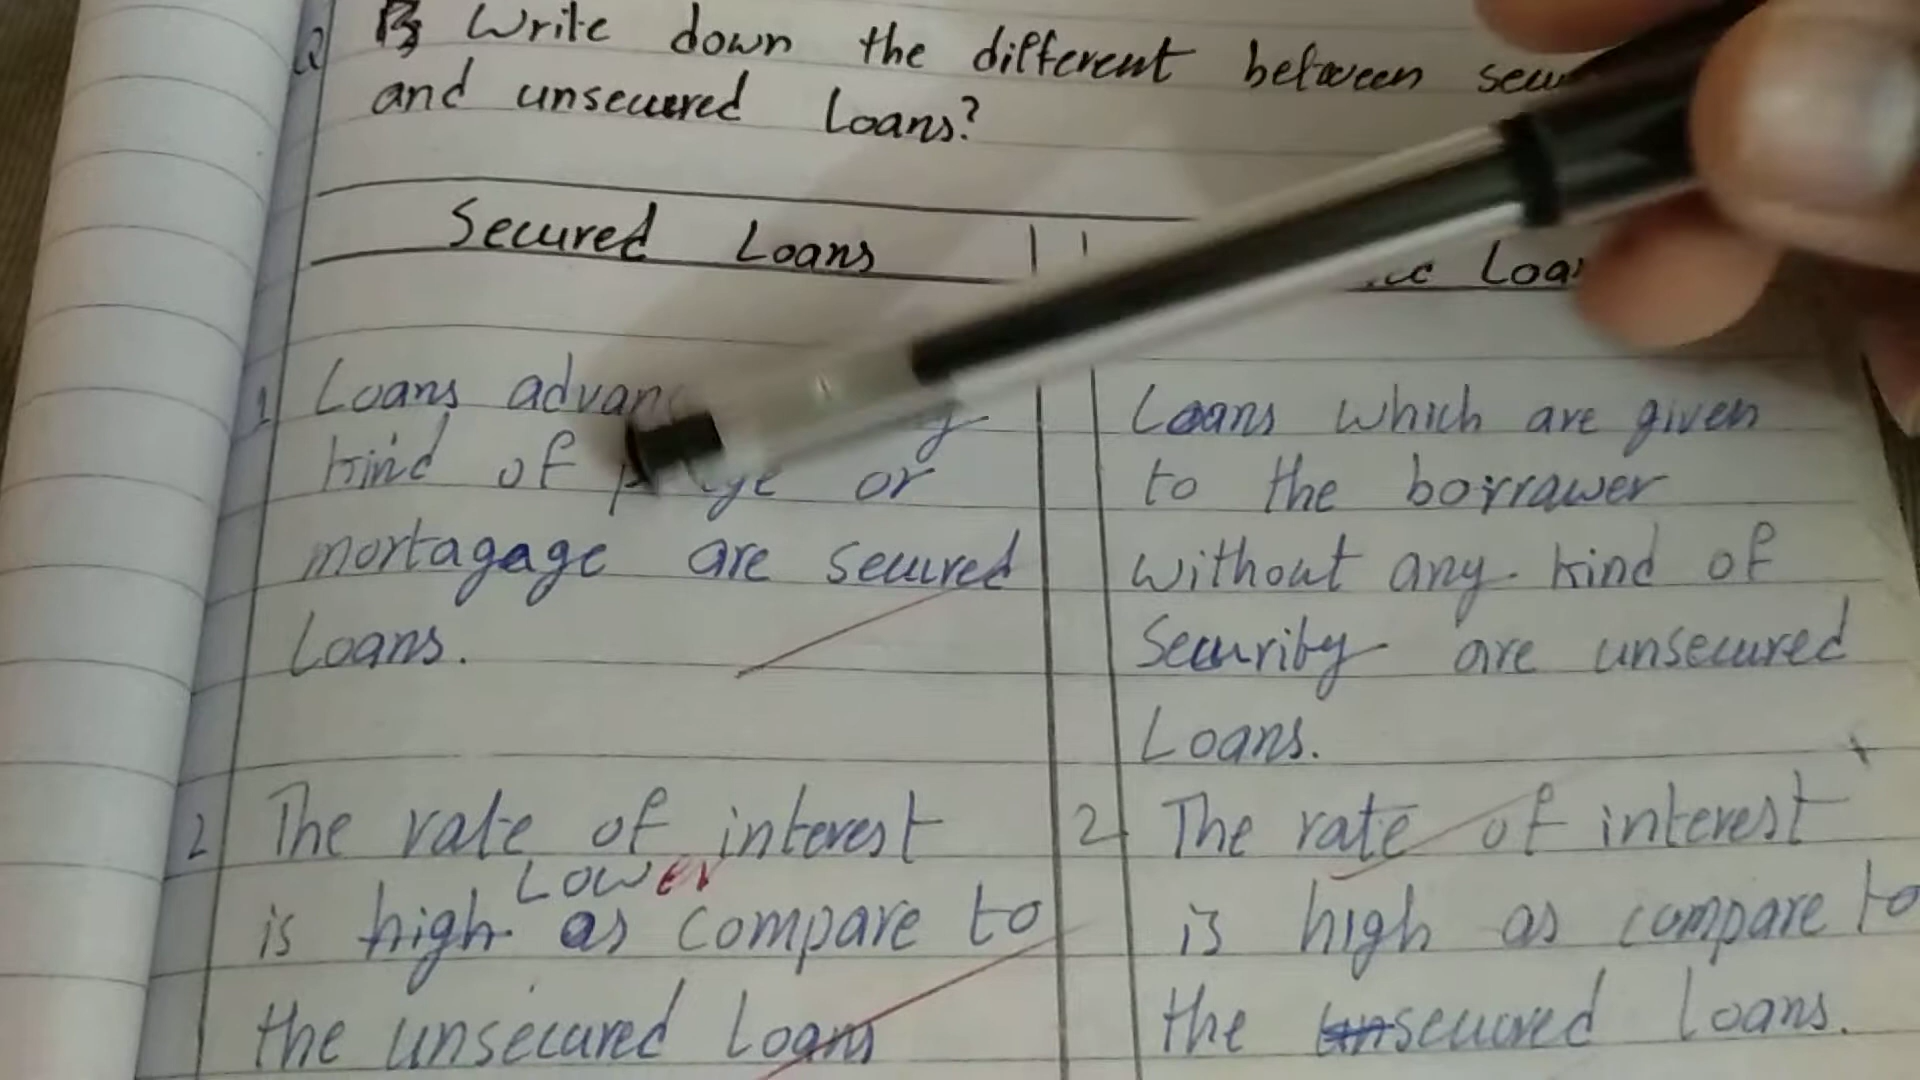 Q Write down the different between
and unsecured Loans?
Secured Loans
Loans
1 Loans
kind of or
mortagage are secured
Loans.
Loans which are given
to the borrawer
without any kind of
Security are unsecured
Loans.
2 The rate of interest
Lower
is high as compare to
the unsecured Loans
2 The rate of interest
is high as compare to
the unsecured loans.